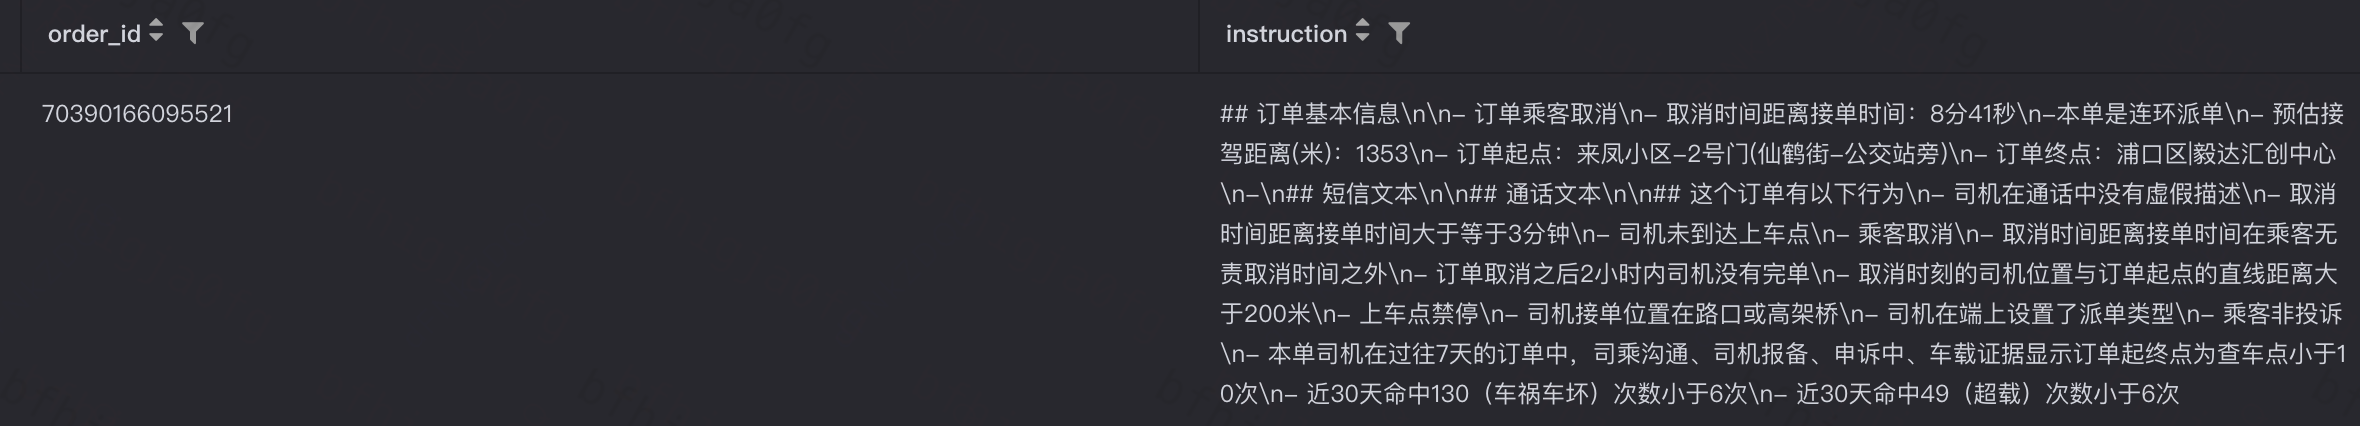 order_id
instruction
70390166095521
## 订单基本信息\n\n- 订单乘客取消\n- 取消时间距离接单时间：8分41秒\n-本单是连环派单\n- 预估接
驾距离(米)：1353\n- 订单起点：来凤小区-2号门(仙鹤街-公交站旁)\n- 订单终点：浦口区|毅达汇创中心
\n-\n## 短信文本\n\n## 通话文本\n\n## 这个订单有以下行为\n- 司机在通话中没有虚假描述\n- 取消
时间距离接单时间大于等于3分钟\n- 司机未到达上车点\n- 乘客取消\n- 取消时间距离接单时间在乘客无
责取消时间之外\n- 订单取消之后2小时内司机没有完单\n- 取消时刻的司机位置与订单起点的直线距离大
于200米\n- 上车点禁停\n- 司机接单位置在路口或高架桥\n- 司机在端上设置了派单类型\n- 乘客非投诉
\n- 本单司机在过往7天的订单中，司乘沟通、司机报备、申诉中、车载证据显示订单起终点为查车点小于1
0次\n- 近30天命中130（车祸车坏）次数小于6次\n- 近30天命中49（超载）次数小于6次